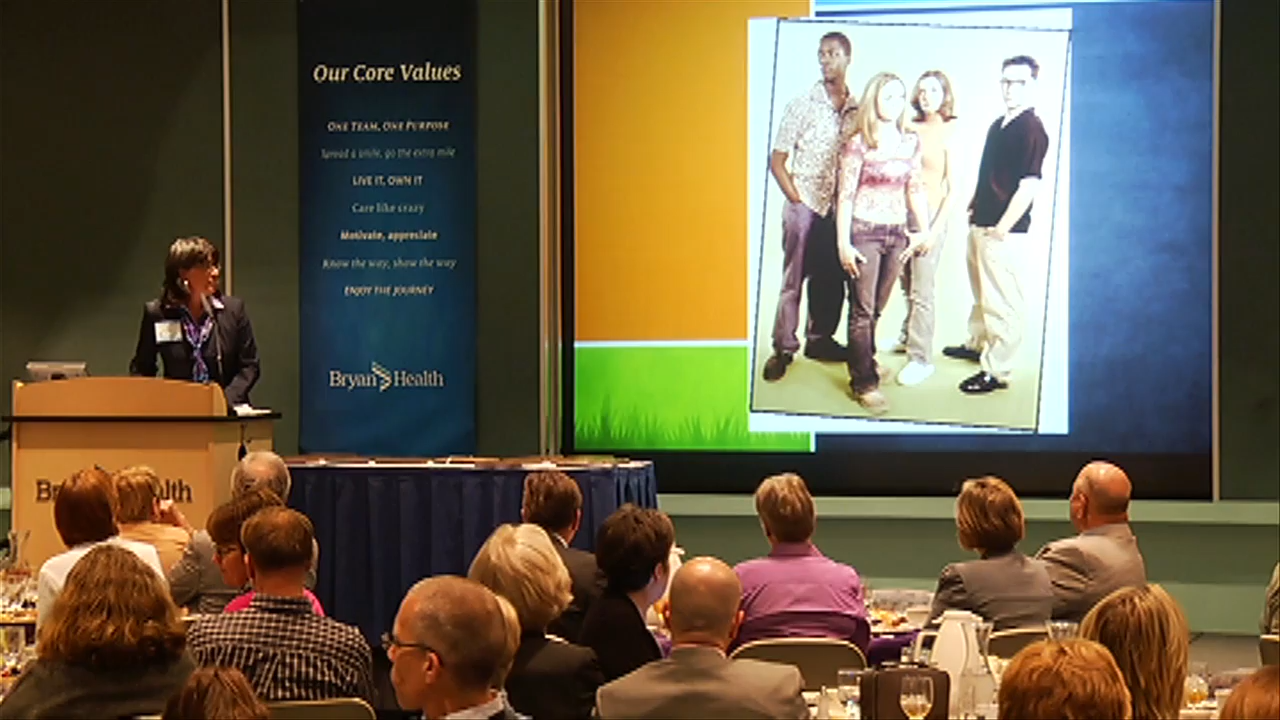 Our Core Values
ONE TEAM, ONE PURPOSE
Spread a smile, go the extra mile
LIVE IT, OWN IT
Care like crazy
Motivate, appreciate
Know the way, show the way
ENJOY THE JOURNEY
Bryan Health